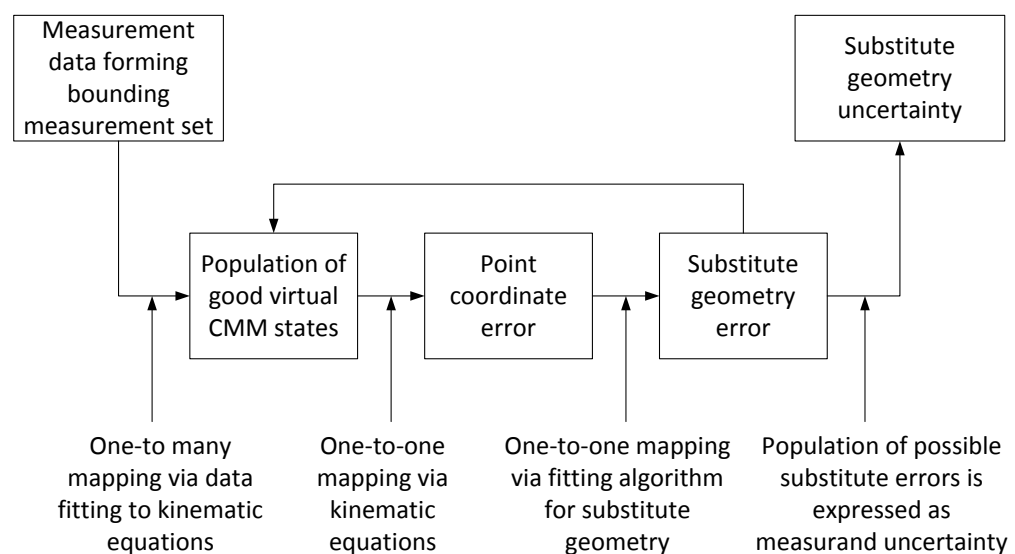 Measurement
data forming
bounding
measurement set
Substitute
geometry
uncertainty
Population of
good virtual
CMM states
Point
coordinate
error
Substitute
geometry
error
One-to many
mapping via data
fitting to kinematic
equations
One-to-one
mapping via
kinematic
equations
One-to-one mapping
via fitting algorithm
for substitute
geometry
Population of possible
substitute errors is
expressed as
measurand uncertainty